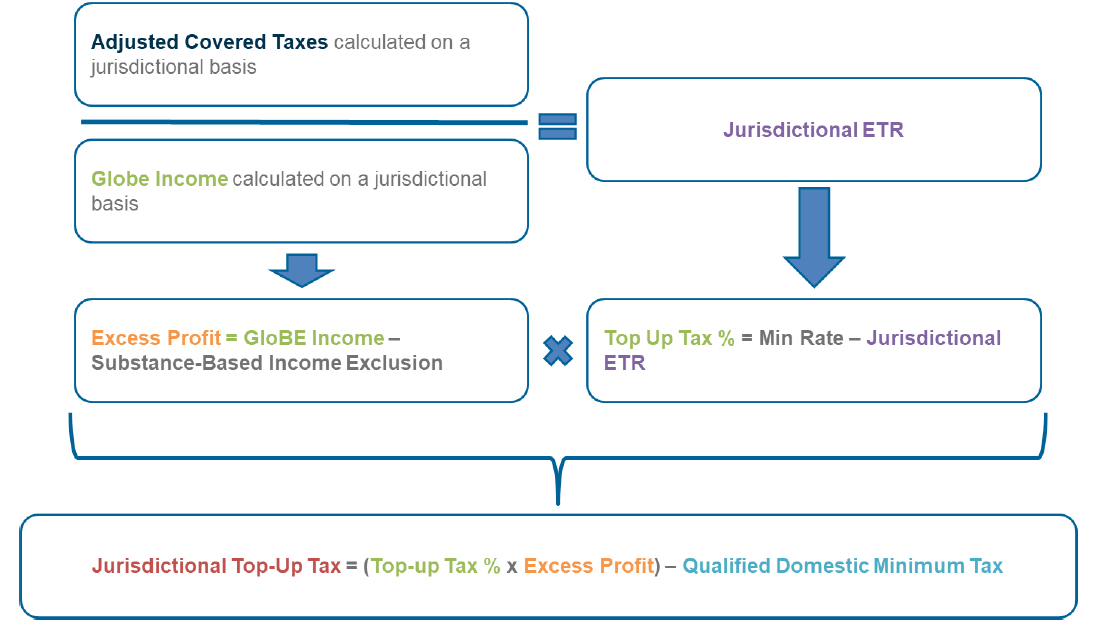 Adjusted Covered Taxes calculated on a
jurisdictional basis
Jurisdictional ETR
Globe Income calculated on a jurisdictional
basis
Excess Profit = GloBE Income –
Substance-Based Income Exclusion
Top Up Tax % = Min Rate – Jurisdictional
ETR
Jurisdictional Top-Up Tax = (Top-up Tax % x Excess Profit) – Qualified Domestic Minimum Tax